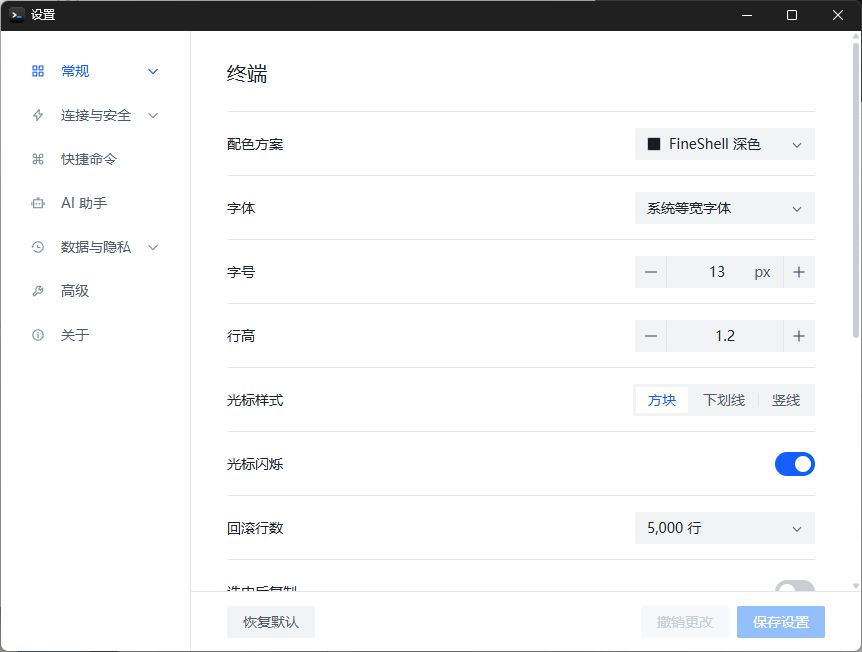 设置
常规
连接与安全
快捷命令
AI 助手
数据与隐私
高级
关于
终端
配色方案
FineShell 深色
字体
系统等宽字体
字号
13 px
行高
1.2
光标样式
方块 下划线 竖线
光标闪烁
回滚行数
5,000 行
恢复默认
撤销更改
保存设置